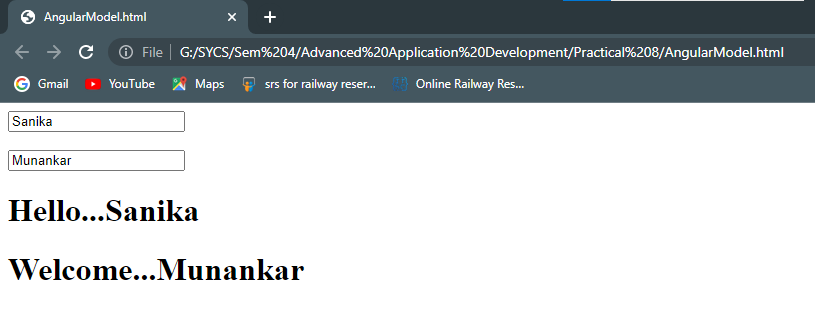 AngularModel.html
File | G:/SYCS/Sem%204/Advanced%20Application%20Development/Practical%208/AngularModel.html
Gmail YouTube Maps srs for railway reser... Online Railway Res...
Sanika
Munankar
Hello...Sanika
Welcome...Munankar